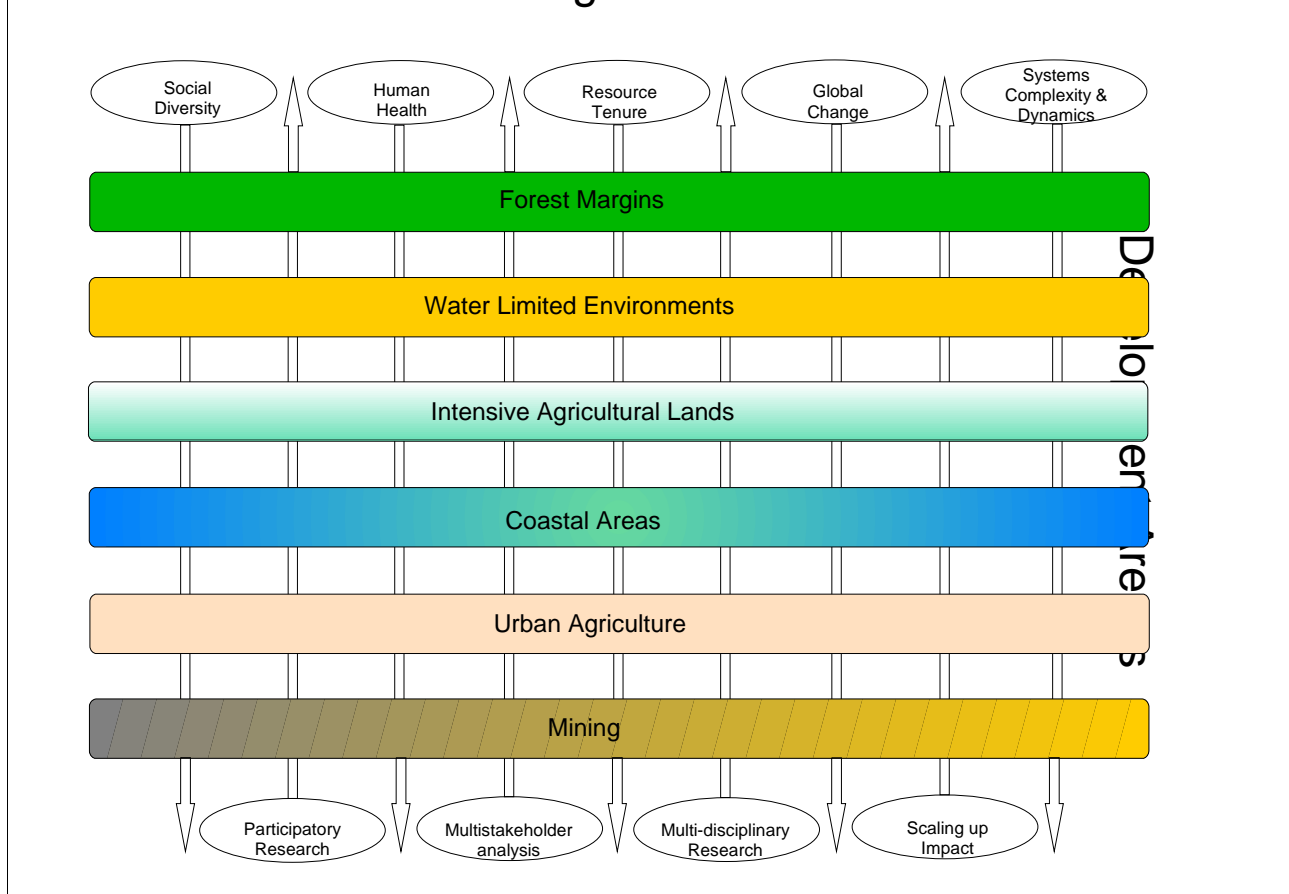 Social
Diversity
Human
Health
Resource
Tenure
Global
Change
Systems
Complexity &
Dynamics
Forest Margins
Water Limited Environments
Intensive Agricultural Lands
Coastal Areas
Urban Agriculture
Mining
Participatory
Research
Multistakeholder
analysis
Multi-disciplinary
Research
Scaling up
Impact